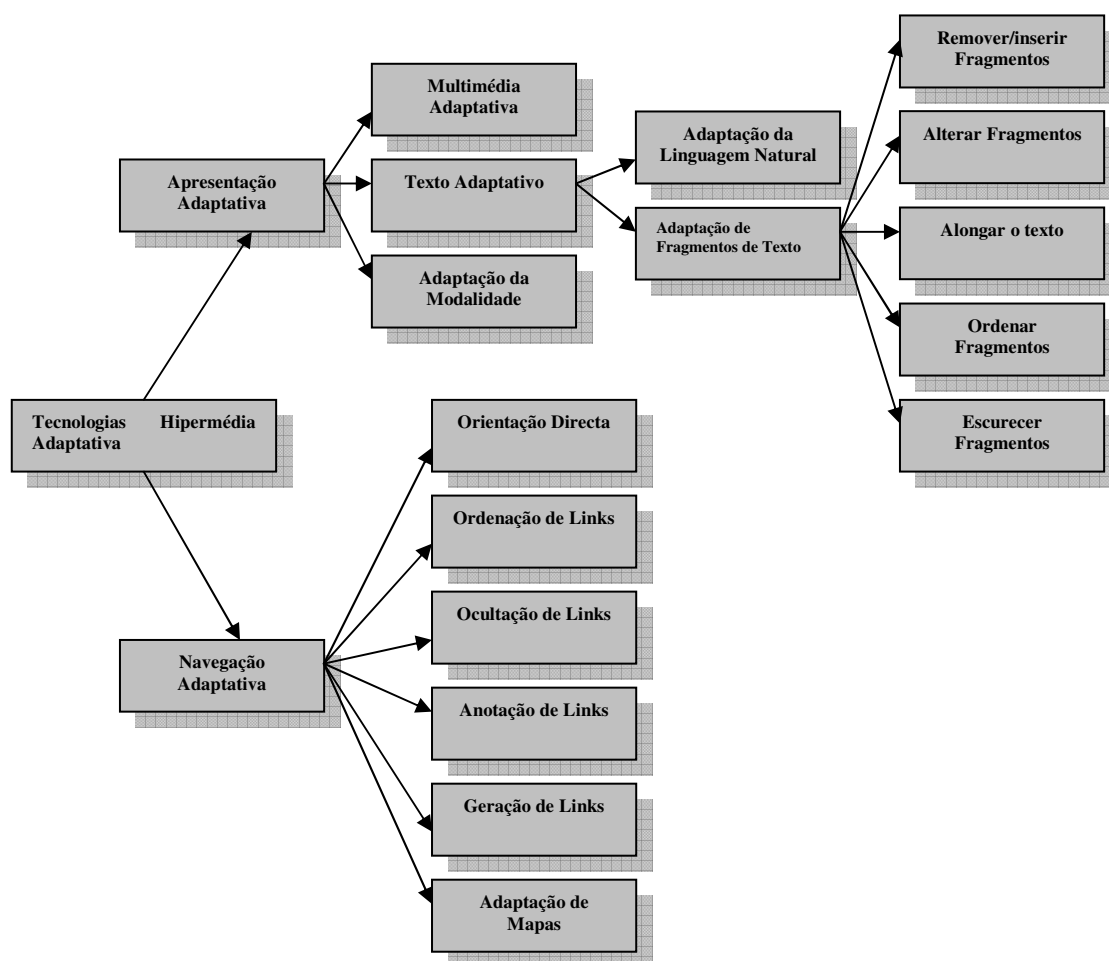 Remover/inserir
Fragmentos
Multimédia
Adaptativa
Adaptação da
Linguagem Natural
Alterar Fragmentos
Apresentação
Adaptativa
Texto Adaptativo
Adaptação de
Fragmentos de Texto
Alongar o texto
Adaptação da
Modalidade
Ordenar
Fragmentos
Tecnologias Hipermédia
Adaptativa
Orientação Directa
Escurecer
Fragmentos
Ordenação de Links
Ocultação de Links
Navegação
Adaptativa
Anotação de Links
Geração de Links
Adaptação de
Mapas